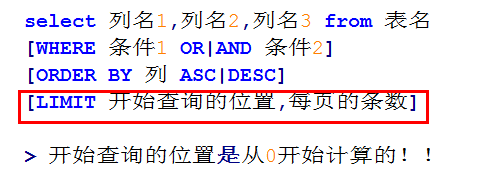 select 列名1,列名2,列名3 from 表名
[WHERE 条件1 OR|AND 条件2]
[ORDER BY 列 ASC|DESC]
[LIMIT 开始查询的位置,每页的条数]
> 开始查询的位置是从0开始计算的！！